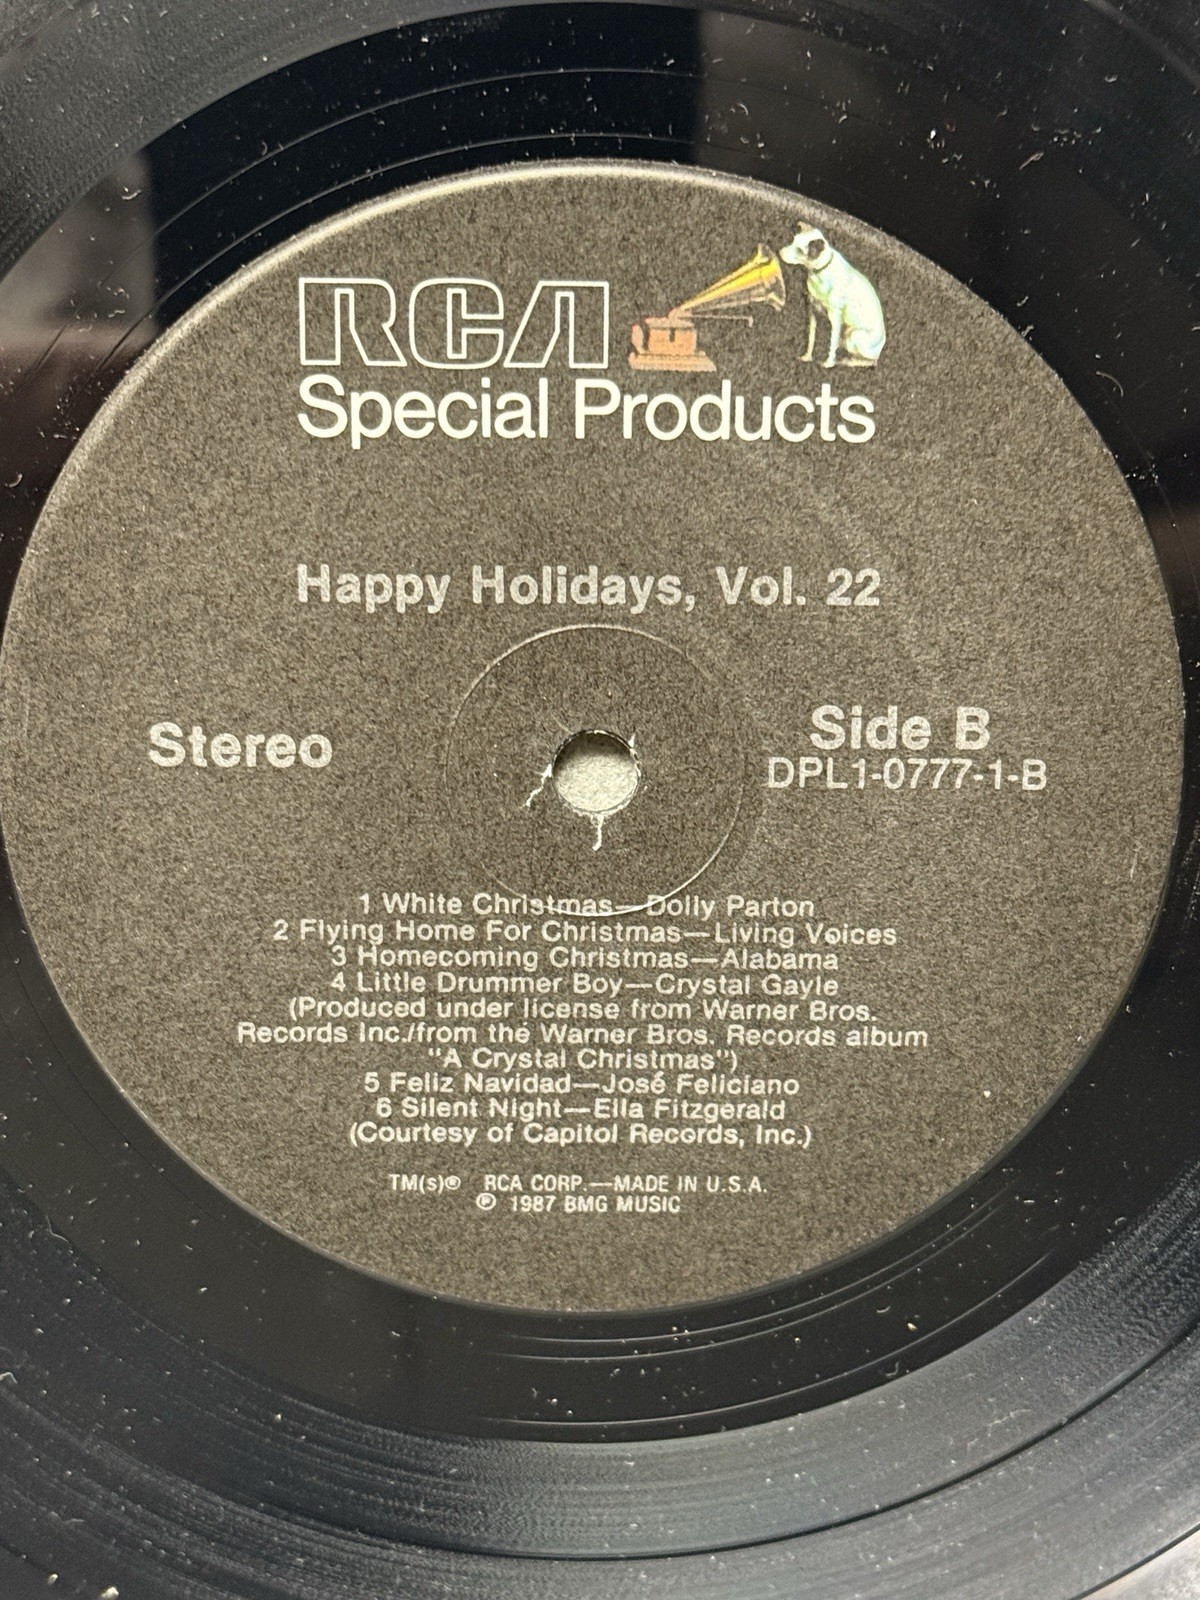 RCA
Special Products
Happy Holidays, Vol. 22
Stereo
Side B
DPL1-0777-1-B
1 White Christmas—Dolly Parton
2 Flying Home For Christmas—Living Voices
3 Homecoming Christmas—Alabama
4 Little Drummer Boy—Crystal Gayle
(Produced under license from Warner Bros.
Records Inc./from the Warner Bros. Records album
"A Crystal Christmas")
5 Feliz Navidad—José Feliciano
6 Silent Night—Ella Fitzgerald
(Courtesy of Capitol Records, Inc.)
TM(s)® RCA CORP.—MADE IN U.S.A.
℗ 1987 BMG MUSIC